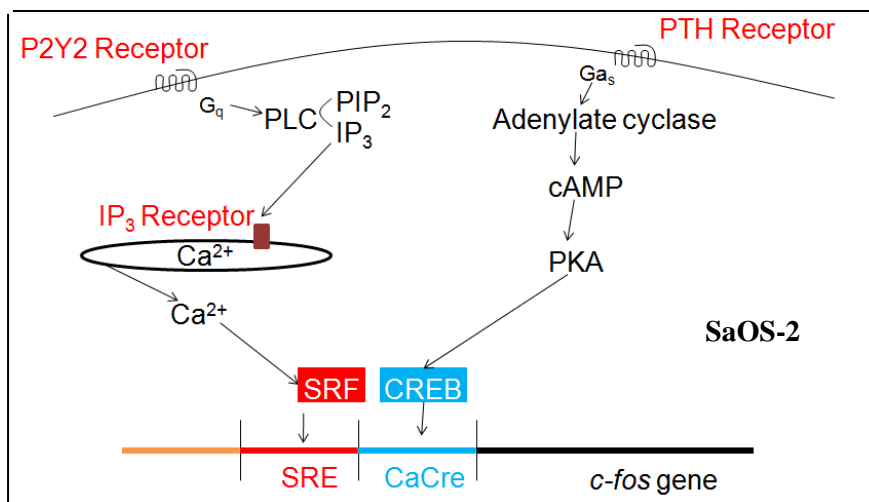 P2Y2 Receptor
PTH Receptor
Gq
PLC
PIP2
IP3
Gas
Adenylate cyclase
cAMP
PKA
IP3 Receptor
Ca2+
Ca2+
SaOS-2
SRF
CREB
SRE
CaCre
c-fos gene